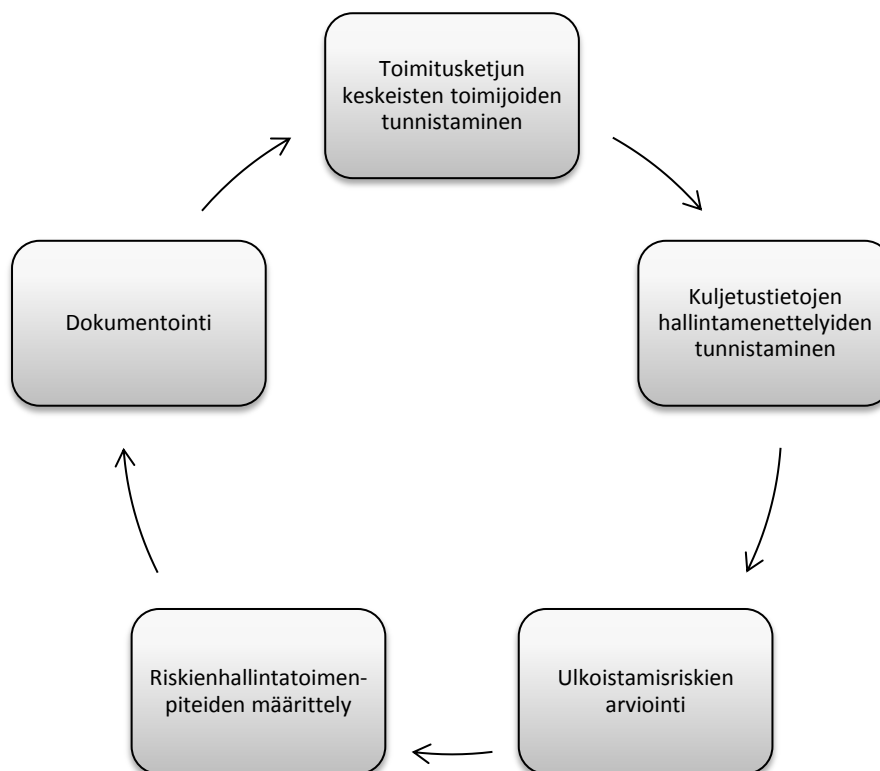 Toimitusketjun
keskeisten toimijoiden
tunnistaminen
Kuljetustietojen
hallintamenettelyiden
tunnistaminen
Ulkoistamisriskien
arviointi
Riskienhallintatoimen-
piteiden määrittely
Dokumentointi